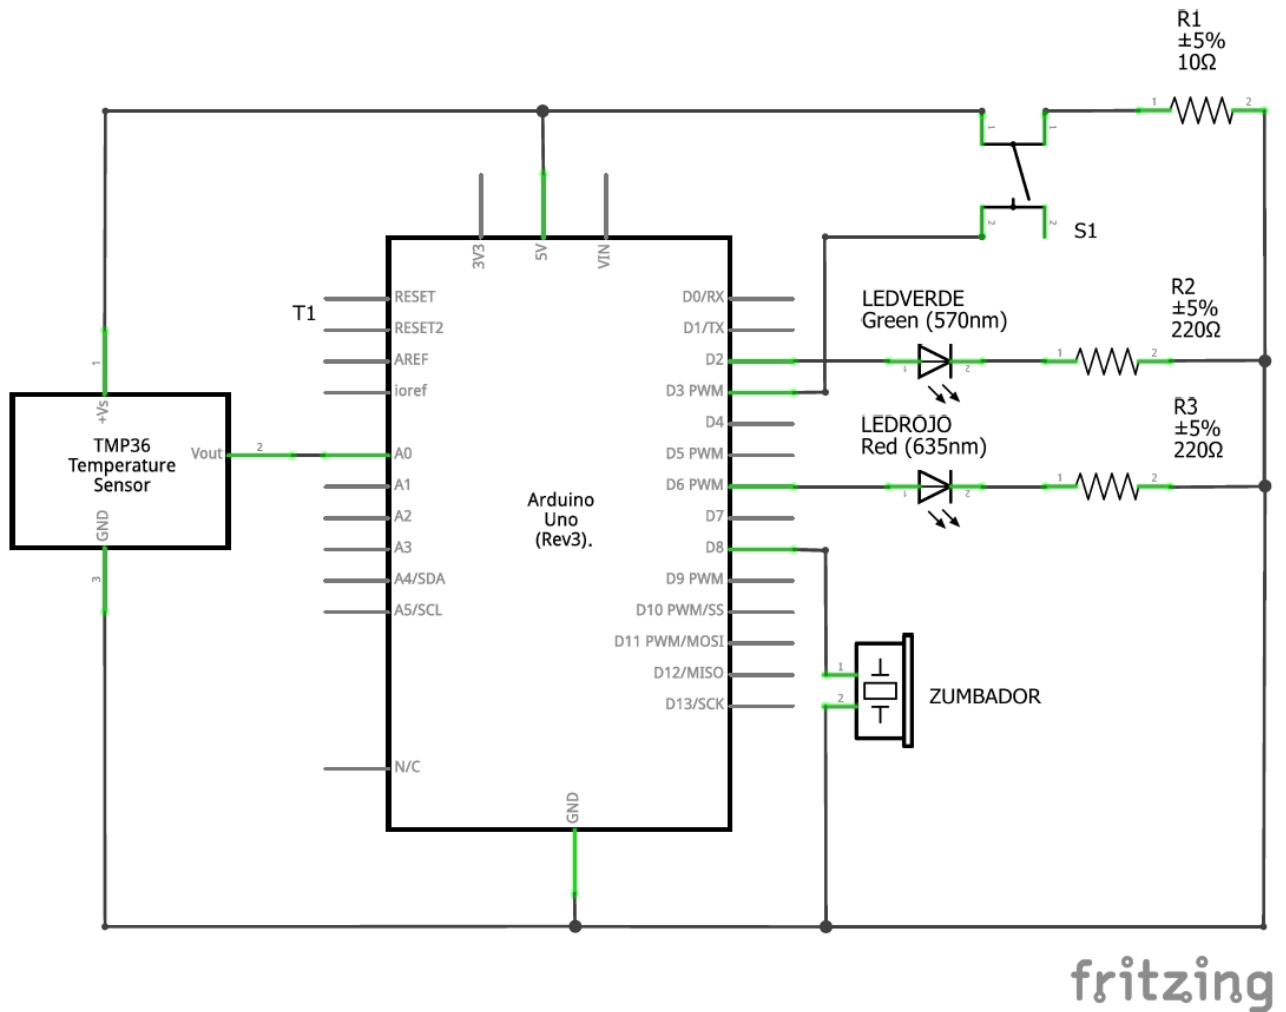 R1
±5%
10Ω
1
2
1
1
2
2
S1
3V3
5V
VIN
T1
RESET
RESET2
AREF
ioref
A0
A1
A2
A3
A4/SDA
A5/SCL
N/C
D0/RX
D1/TX
D2
D3 PWM
D4
D5 PWM
D6 PWM
D7
D8
D9 PWM
D10 PWM/SS
D11 PWM/MOSI
D12/MISO
D13/SCK
GND
Arduino
Uno
(Rev3).
1
+Vs
TMP36
Temperature
Sensor
Vout
2
GND
3
LEDVERDE
Green (570nm)
1
2
R2
±5%
220Ω
1
2
LEDROJO
Red (635nm)
1
2
R3
±5%
220Ω
1
2
1
2
ZUMBADOR
fritzing